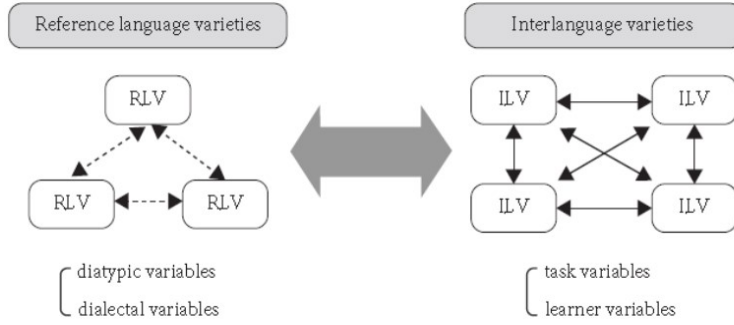 Reference language varieties
Interlanguage varieties
RLV
RLV
RLV
ILV
ILV
ILV
ILV
diatypic variables
dialectal variables
task variables
learner variables